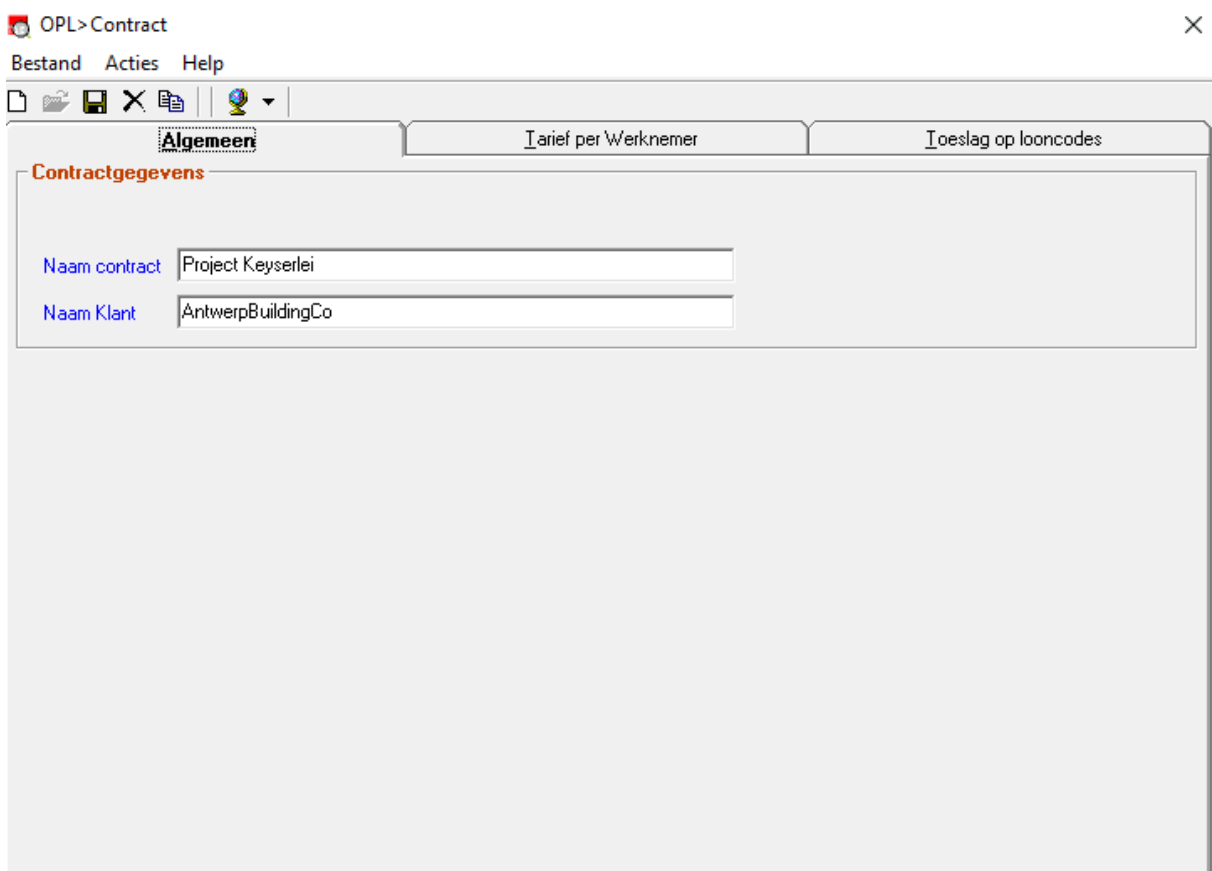 OPL>Contract
Bestand Acties Help
Algemeen Tarief per Werknemer Toeslag op looncodes
Contractgegevens
Naam contract Project Keyserlei
Naam Klant AntwerpBuildingCo